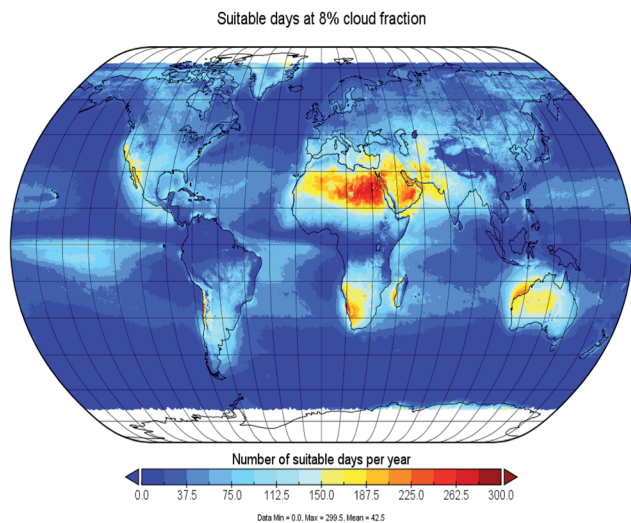 Suitable days at 8% cloud fraction
Number of suitable days per year
0.0 37.5 75.0 112.5 150.0 187.5 225.0 262.5 300.0
Data Min = 0.0, Max = 299.5, Mean = 42.5